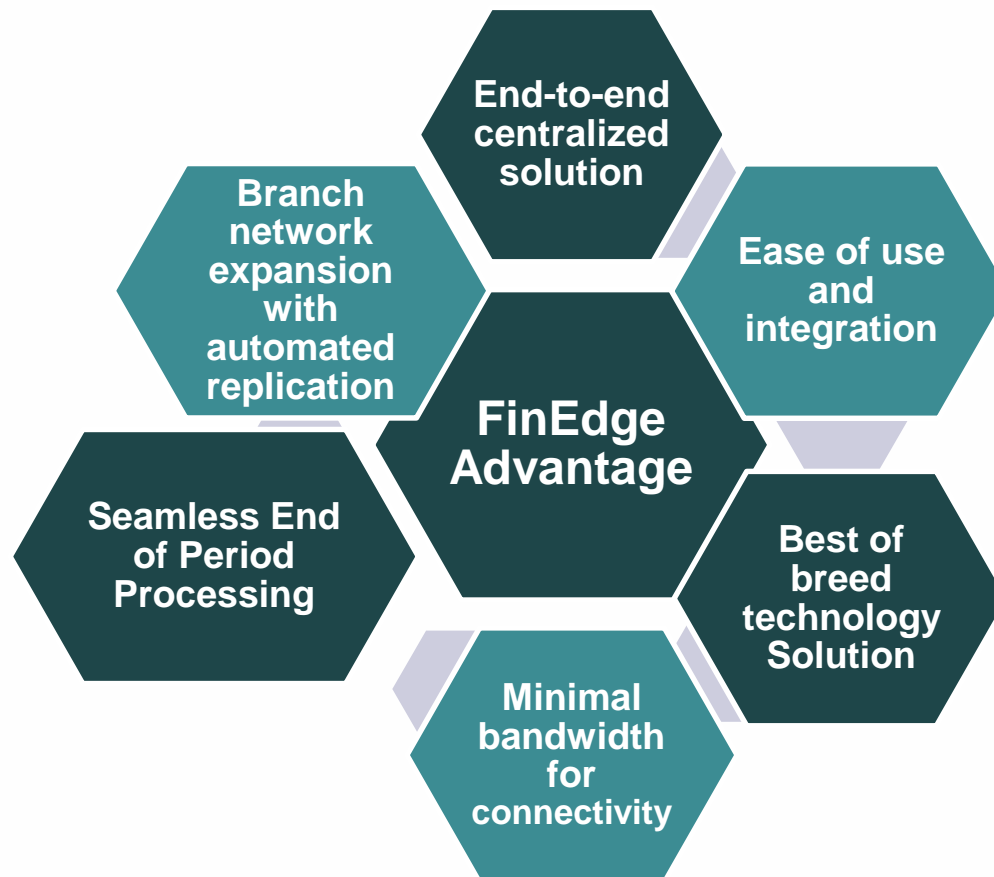 End-to-end
centralized
solution
Branch
network
expansion
with
automated
replication
Ease of use
and
integration
FinEdge
Advantage
Seamless End
of Period
Processing
Best of
breed
technology
Solution
Minimal
bandwidth
for
connectivity